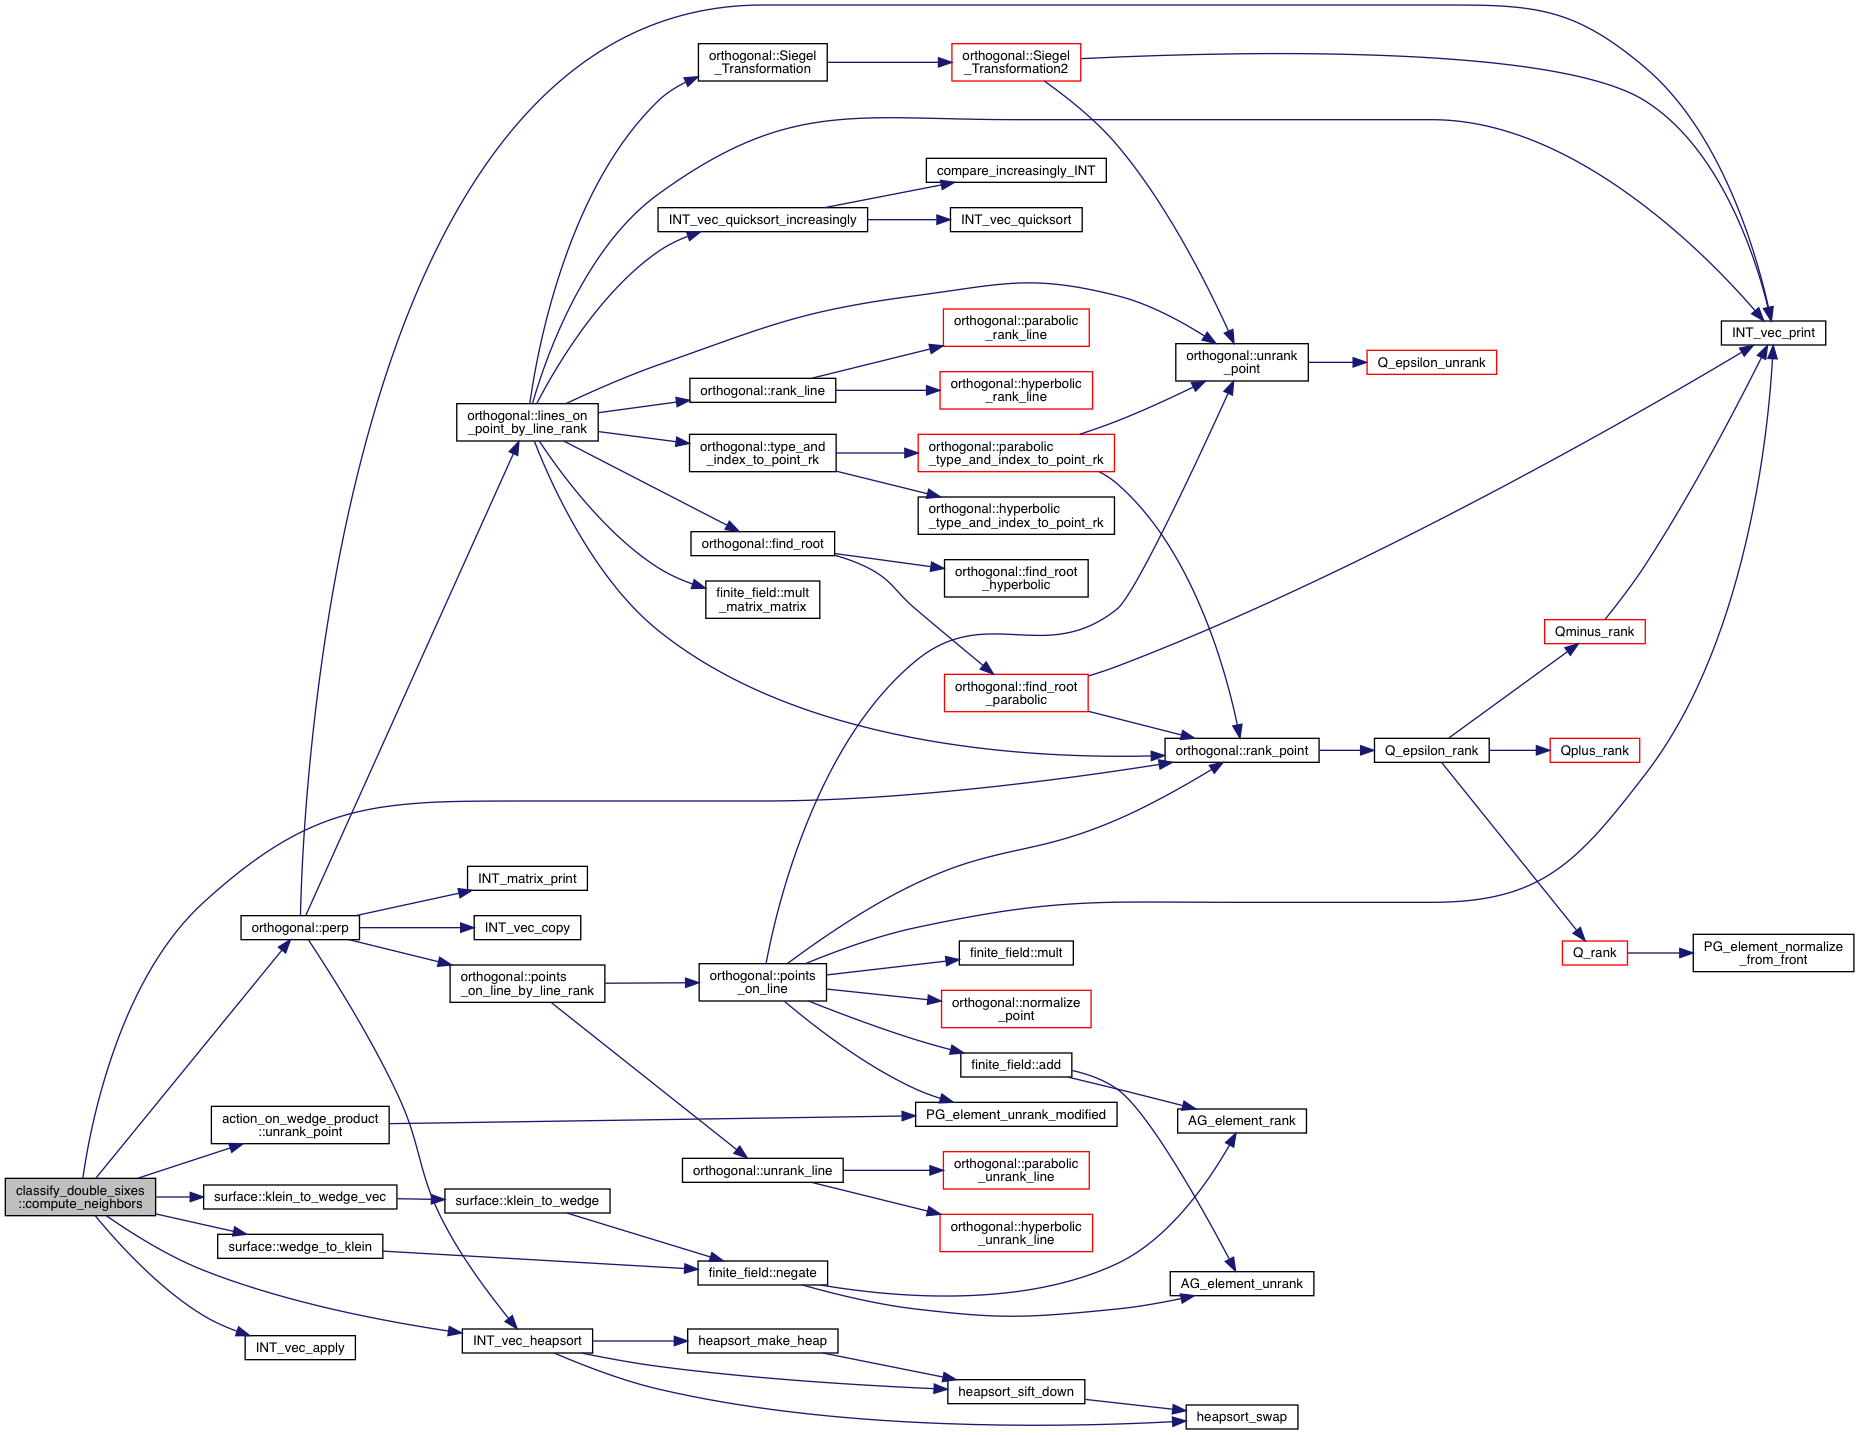 orthogonal::Siegel
_Transformation
orthogonal::Siegel
_Transformation2
compare_increasingly_INT
INT_vec_quicksort_increasingly
INT_vec_quicksort
orthogonal::parabolic
_rank_line
INT_vec_print
orthogonal::unrank
_point
Q_epsilon_unrank
orthogonal::rank_line
orthogonal::hyperbolic
_rank_line
orthogonal::lines_on
_point_by_line_rank
orthogonal::type_and
_index_to_point_rk
orthogonal::parabolic
_type_and_index_to_point_rk
orthogonal::hyperbolic
_type_and_index_to_point_rk
orthogonal::find_root
orthogonal::find_root
_hyperbolic
finite_field::mult
_matrix_matrix
Qminus_rank
orthogonal::find_root
_parabolic
orthogonal::rank_point
Q_epsilon_rank
Qplus_rank
INT_matrix_print
orthogonal::perp
INT_vec_copy
finite_field::mult
Q_rank
PG_element_normalize
_from_front
orthogonal::points
_on_line_by_line_rank
orthogonal::points
_on_line
orthogonal::normalize
_point
finite_field::add
action_on_wedge_product
::unrank_point
PG_element_unrank_modified
AG_element_rank
orthogonal::unrank_line
orthogonal::parabolic
_unrank_line
classify_double_sixes
::compute_neighbors
surface::klein_to_wedge_vec
surface::klein_to_wedge
orthogonal::hyperbolic
_unrank_line
surface::wedge_to_klein
finite_field::negate
AG_element_unrank
INT_vec_apply
INT_vec_heapsort
heapsort_make_heap
heapsort_sift_down
heapsort_swap